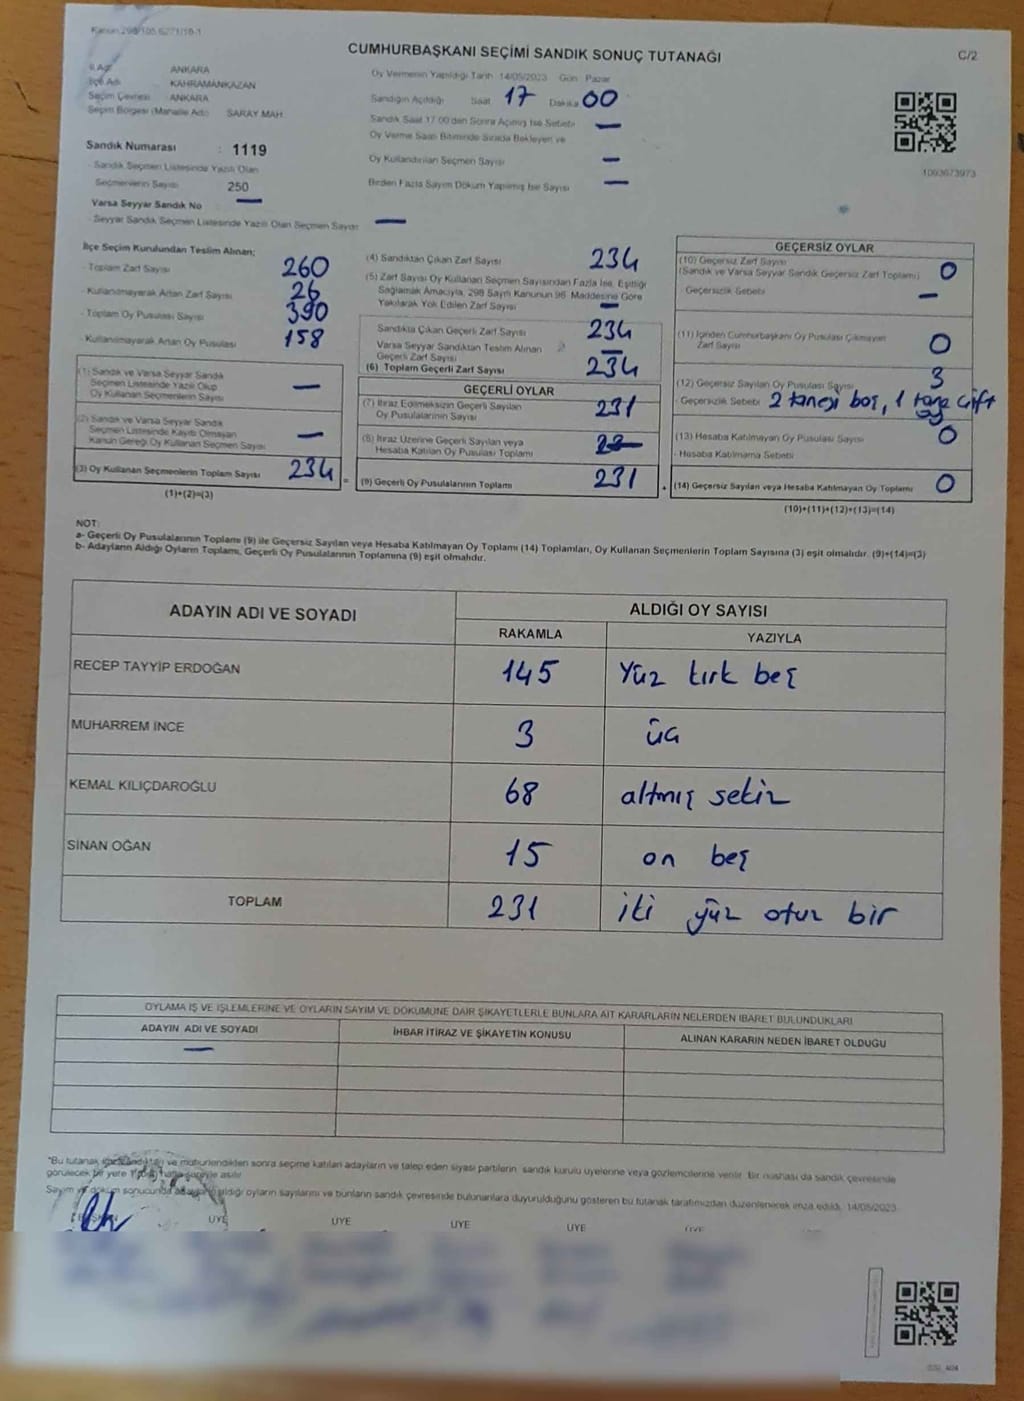 Kanun 298/105,6271/18-1
CUMHURBAŞKANI SEÇİMİ SANDIK SONUÇ TUTANAĞI
C/2
İl Adı ANKARA
İlçe Adı KAHRAMANKAZAN
Seçim Çevresi ANKARA
Seçim Bölgesi (Mahalle Adı) SARAY MAH.
Sandık Numarası : 1119
Sandık Seçmen Listesinde Yazılı Olan
Seçmenlerin Sayısı 250
Varsa Seyyar Sandık No —
- Seyyar Sandık Seçmen Listesinde Yazılı Olan Seçmen Sayısı —
Oy Vermenin Yapıldığı Tarih 14/05/2023 Gün Pazar
Sandığın Açıldığı Saat 17 Dakika 00
Sandık Saat 17:00'den Sonra Açılmış İse Sebebi —
Oy Verme Saati Bitiminde Sırada Bekleyen ve
Oy Kullandırılan Seçmen Sayısı —
Birden Fazla Sayım Döküm Yapılmış İse Sayısı —
1093673973
İlçe Seçim Kurulundan Teslim Alınan;
- Toplam Zarf Sayısı 260
- Kullanılmayarak Artan Zarf Sayısı 26
- Toplam Oy Pusulası Sayısı 390
- Kullanılmayarak Artan Oy Pusulası 158
(1) Sandık ve Varsa Seyyar Sandık
Seçmen Listesinde Yazılı Olup
Oy Kullanan Seçmenlerin Sayısı —
(2) Sandık ve Varsa Seyyar Sandık
Seçmen Listesinde Kayıtlı Olmayan
Kanun Gereği Oy Kullanan Seçmen Sayısı —
(3) Oy Kullanan Seçmenlerin Toplam Sayısı 234 =
(1)+(2)=(3)
(4) Sandıktan Çıkan Zarf Sayısı 234
(5) Zarf Sayısı Oy Kullanan Seçmen Sayısından Fazla İse, Eşitliği
Sağlamak Amacıyla, 298 Sayılı Kanunun 98. Maddesine Göre
Yakılarak Yok Edilen Zarf Sayısı —
Sandıkta Çıkan Geçerli Zarf Sayısı 234
Varsa Seyyar Sandıktan Teslim Alınan
Geçerli Zarf Sayısı —
(6) Toplam Geçerli Zarf Sayısı 234
GEÇERLİ OYLAR
(7) İtiraz Edilmeksizin Geçerli Sayılan
Oy Pusulalarının Sayısı 231
(8) İtiraz Üzerine Geçerli Sayılan veya
Hesaba Katılan Oy Pusulası Toplamı
(9) Geçerli Oy Pusulalarının Toplamı 231 +
GEÇERSİZ OYLAR
(10) Geçersiz Zarf Sayısı
(Sandık ve Varsa Seyyar Sandık Geçersiz Zarf Toplamı) 0
- Geçersizlik Sebebi —
(11) İçinden Cumhurbaşkanı Oy Pusulası Çıkmayan
Zarf Sayısı 0
(12) Geçersiz Sayılan Oy Pusulası Sayısı 3
- Geçersizlik Sebebi 2 tanesi boş, 1 tane çift
oy
(13) Hesaba Katılmayan Oy Pusulası Sayısı 0
- Hesaba Katılmama Sebebi
(14) Geçersiz Sayılan veya Hesaba Katılmayan Oy Toplamı 0
(10)+(11)+(12)+(13)=(14)
NOT:
a- Geçerli Oy Pusulalarının Toplamı (9) ile Geçersiz Sayılan veya Hesaba Katılmayan Oy Toplamı (14) Toplamları, Oy Kullanan Seçmenlerin Toplam Sayısına (3) eşit olmalıdır. (9)+(14)=(3)
b- Adayların Aldığı Oyların Toplamı, Geçerli Oy Pusulalarının Toplamına (9) eşit olmalıdır.
ADAYIN ADI VE SOYADI ALDIĞI OY SAYISI
RAKAMLA YAZIYLA
RECEP TAYYİP ERDOĞAN 145 Yüz kırk beş
MUHARREM İNCE 3 üç
KEMAL KILIÇDAROĞLU 68 altmış sekiz
SİNAN OĞAN 15 on beş
TOPLAM 231 iki yüz otuz bir
OYLAMA İŞ VE İŞLEMLERİNE VE OYLARIN SAYIM VE DÖKÜMÜNE DAİR ŞİKAYETLERLE BUNLARA AİT KARARLARIN NELERDEN İBARET BULUNDUKLARI
ADAYIN ADI VE SOYADI İHBAR İTİRAZ VE ŞİKAYETİN KONUSU ALINAN KARARIN NEDEN İBARET OLDUĞU
—
*Bu tutanak ve mühürlendikten sonra seçime katılan adayların ve talep eden siyasi partilerin sandık kurulu üyelerine veya gözlemcilerine verilir. Bir nüshası da sandık çevresinde
görülecek bir yere asılır.
Sayım ve döküm sonucunda aldığı oyların sayılarını ve bunların sandık çevresinde bulunanlara duyurulduğunu gösteren bu tutanak tarafımızdan düzenlenerek imza edildi. 14/05/2023
BAŞKAN ÜYE ÜYE ÜYE ÜYE ÜYE